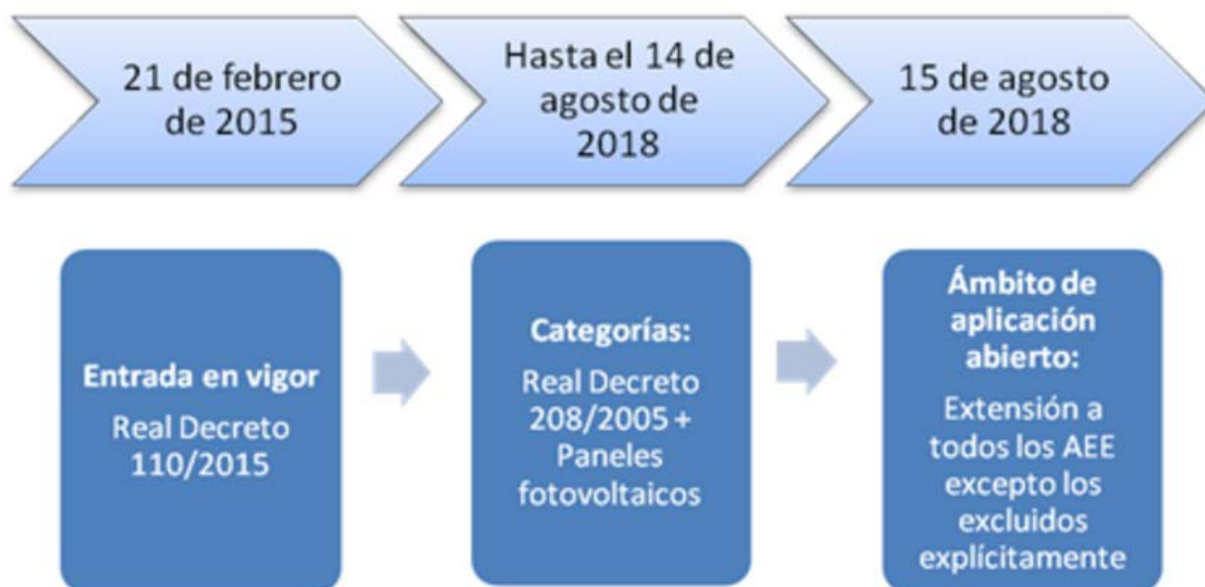 21 de febrero
de 2015
Hasta el 14 de
agosto de
2018
15 de agosto
de 2018
Entrada en vigor
Real Decreto
110/2015
Categorías:
Real Decreto
208/2005 +
Paneles
fotovoltaicos
Ámbito de
aplicación
abierto:
Extensión a
todos los AEE
excepto los
excluidos
explícitamente